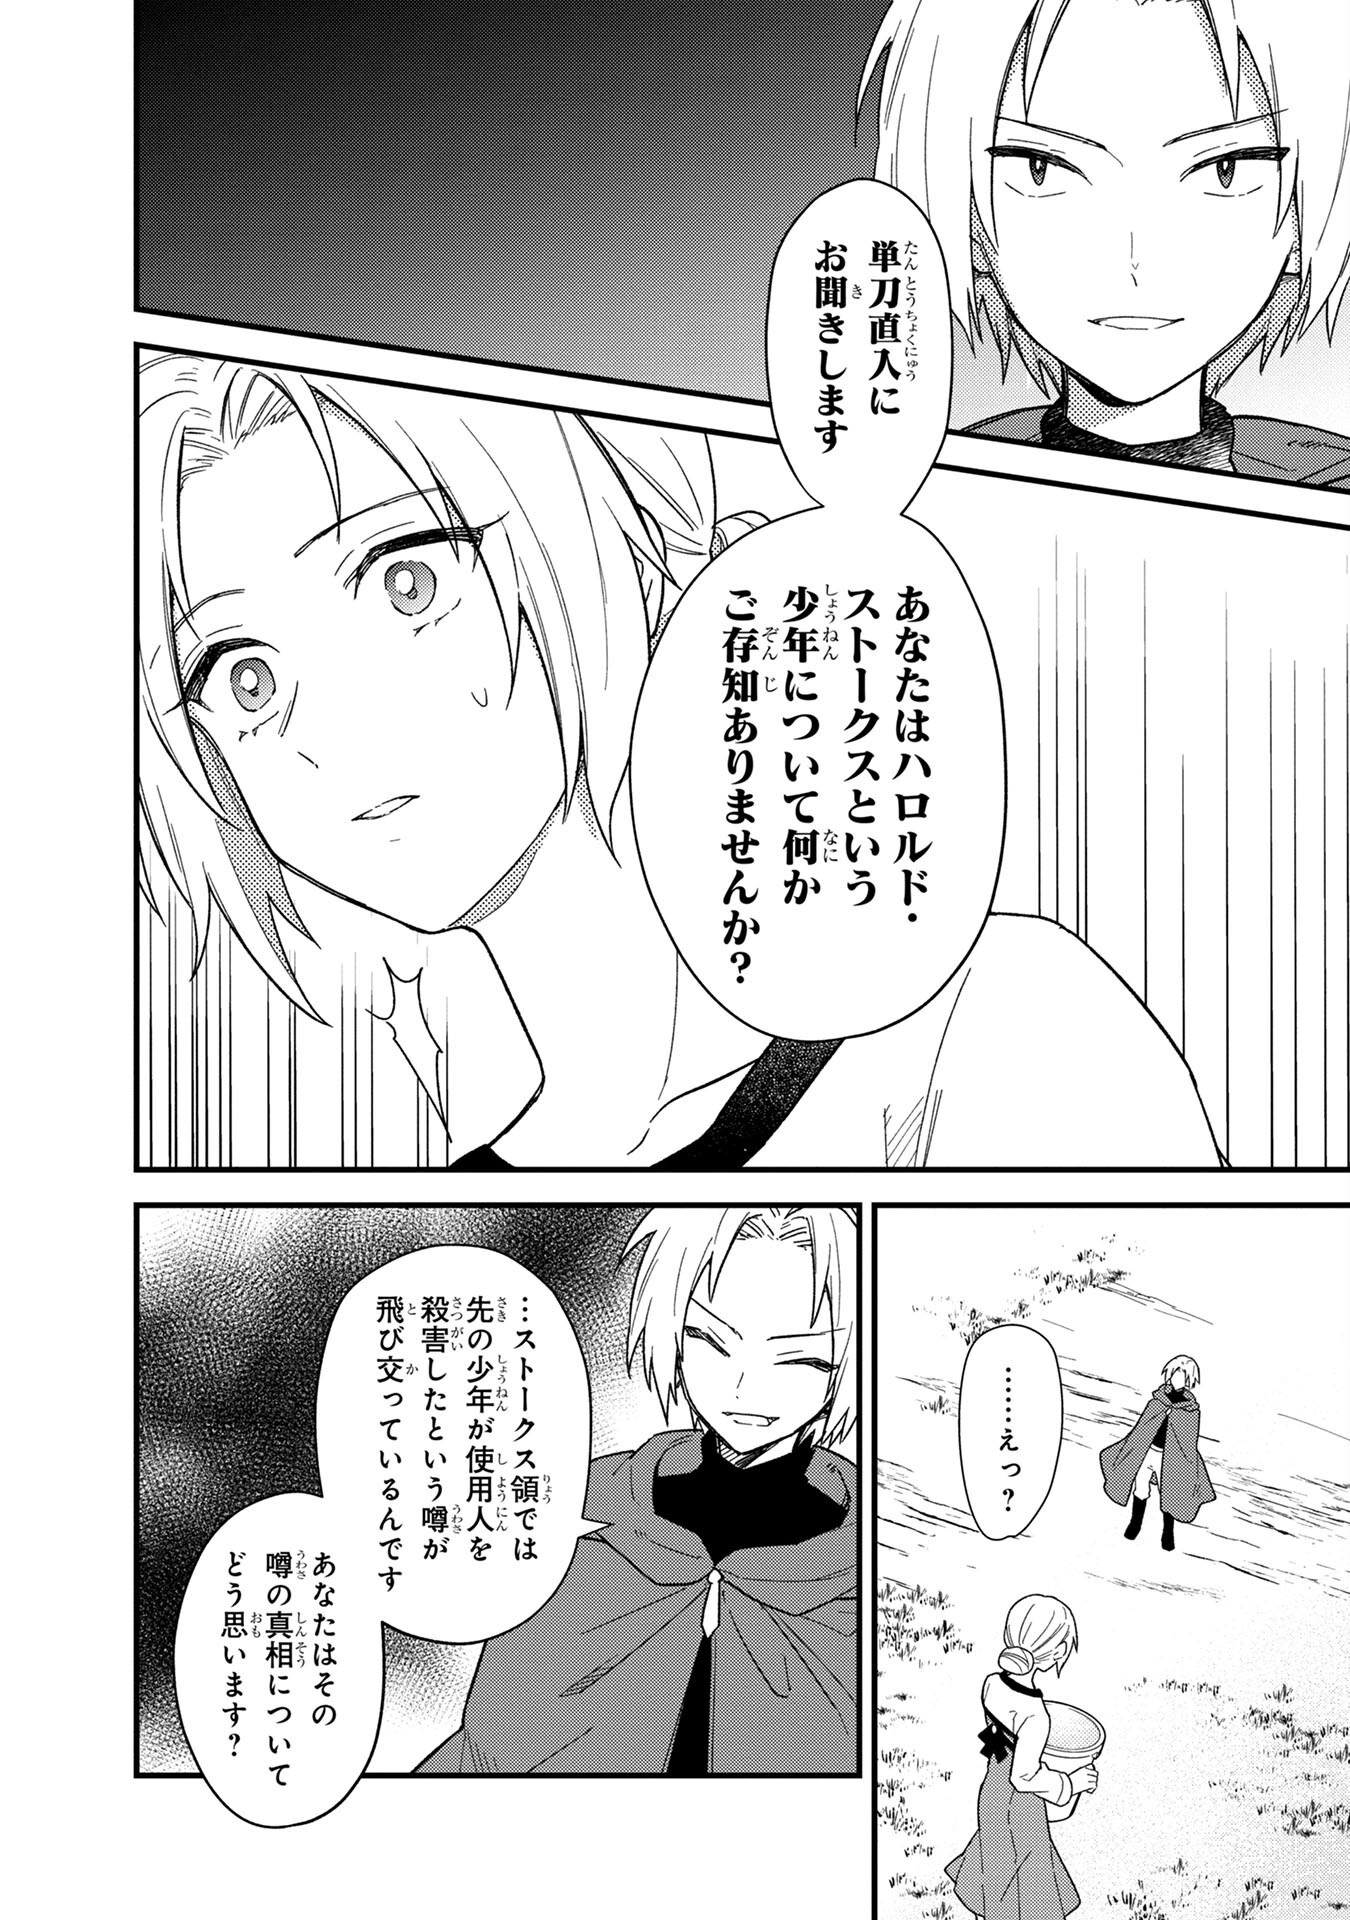 単刀直入に
お聞きします
あなたはハロルド・
ストークスという
少年について何か
ご存知ありませんか?
……えっ?
…ストークス領では
先の少年が使用人を
殺害したという噂が
飛び交っているんです
あなたはその
噂の真相について
どう思います?